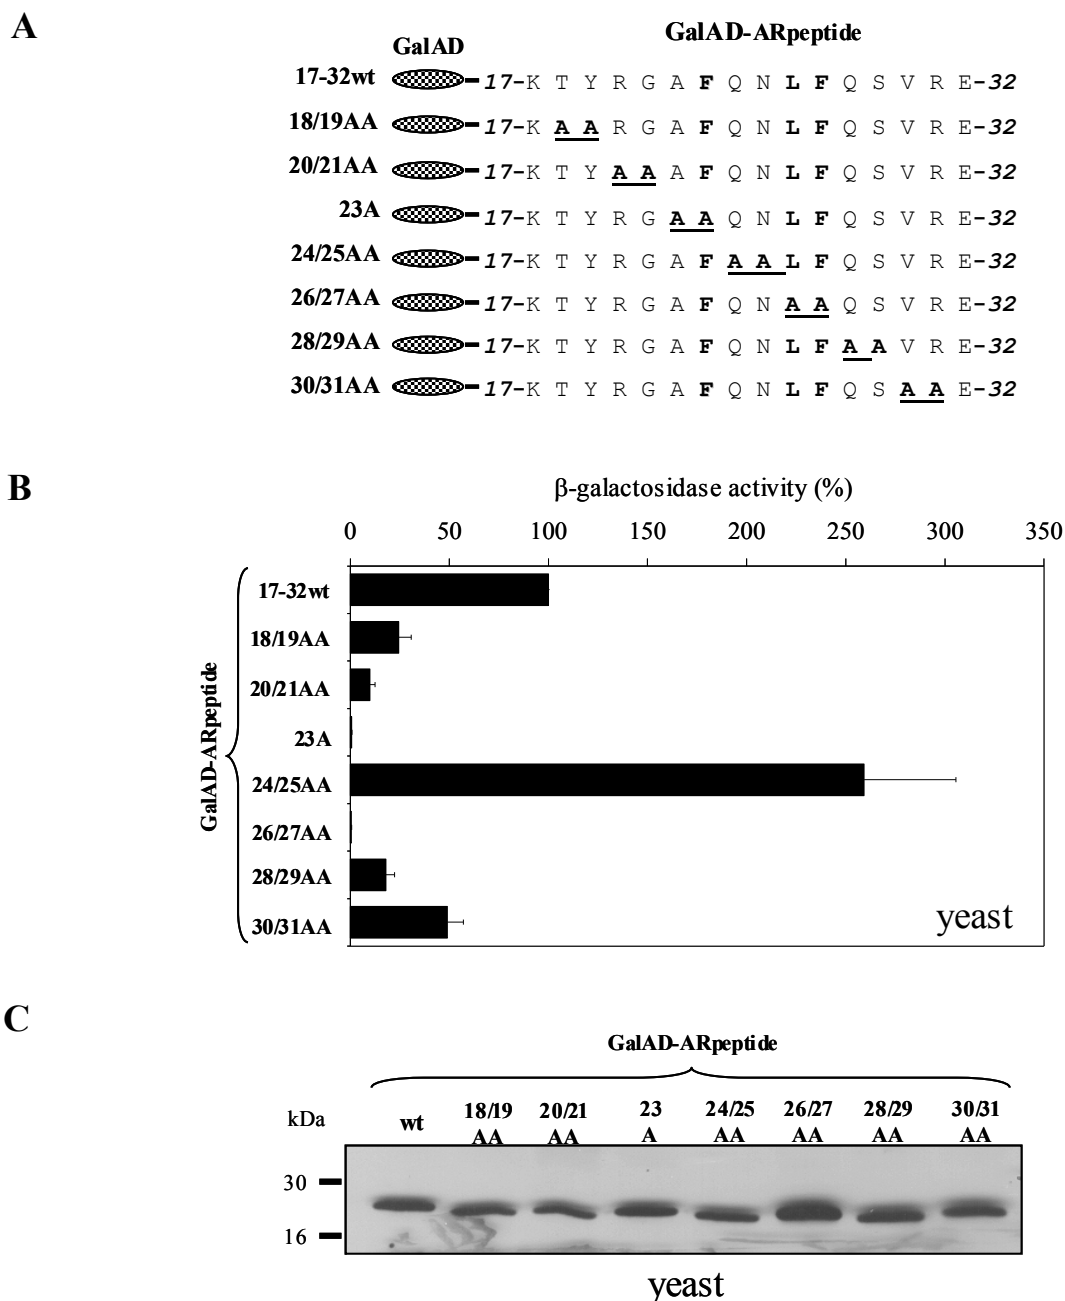 A
GalAD GalAD-ARpeptide
17-32wt 17-K T Y R G A F Q N L F Q S V R E-32
18/19AA 17-K A A R G A F Q N L F Q S V R E-32
20/21AA 17-K T Y A A A F Q N L F Q S V R E-32
23A 17-K T Y R G A A Q N L F Q S V R E-32
24/25AA 17-K T Y R G A F A A L F Q S V R E-32
26/27AA 17-K T Y R G A F Q N A A Q S V R E-32
28/29AA 17-K T Y R G A F Q N L F A A V R E-32
30/31AA 17-K T Y R G A F Q N L F Q S A A E-32
B
β-galactosidase activity (%)
0 50 100 150 200 250 300 350
GalAD-ARpeptide
17-32wt
18/19AA
20/21AA
23A
24/25AA
26/27AA
28/29AA
30/31AA
yeast
C
GalAD-ARpeptide
kDa wt 18/19 20/21 23 24/25 26/27 28/29 30/31
AA AA A AA AA AA AA
30
16
yeast